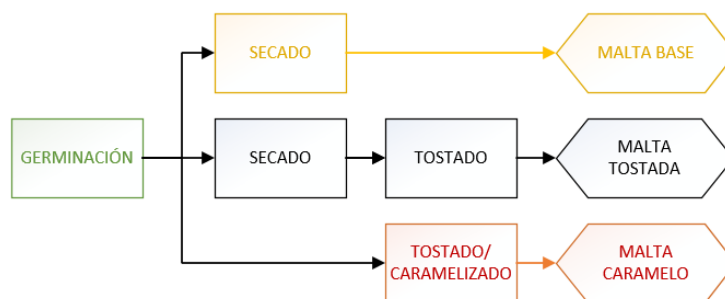 SECADO
MALTA BASE
GERMINACIÓN
SECADO
TOSTADO
MALTA
TOSTADA
TOSTADO/
CARAMELIZADO
MALTA
CARAMELO